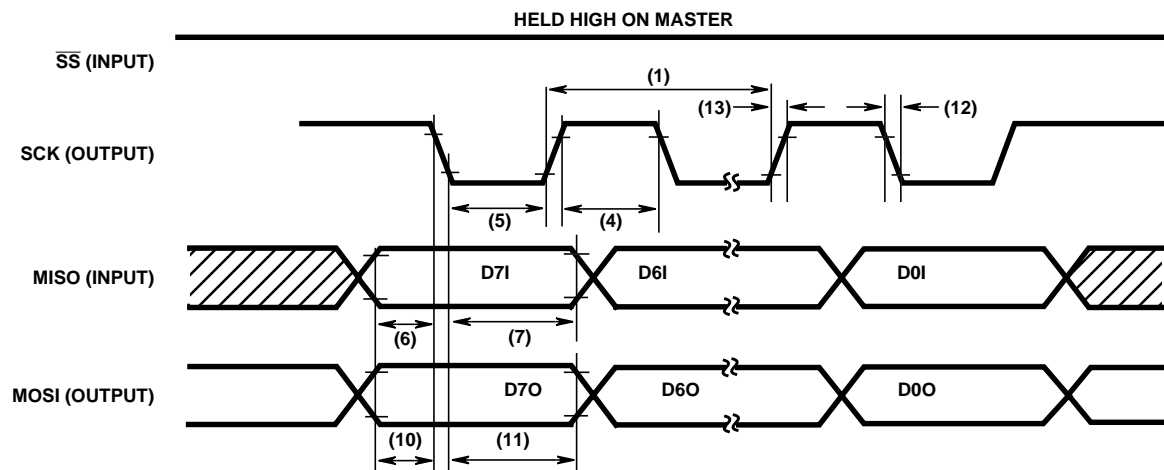 HELD HIGH ON MASTER
S̅S̅ (INPUT)
(1)
(13)
(12)
SCK (OUTPUT)
(5)
(4)
MISO (INPUT)
D7I
D6I
D0I
(6)
(7)
MOSI (OUTPUT)
D7O
D6O
D0O
(10)
(11)